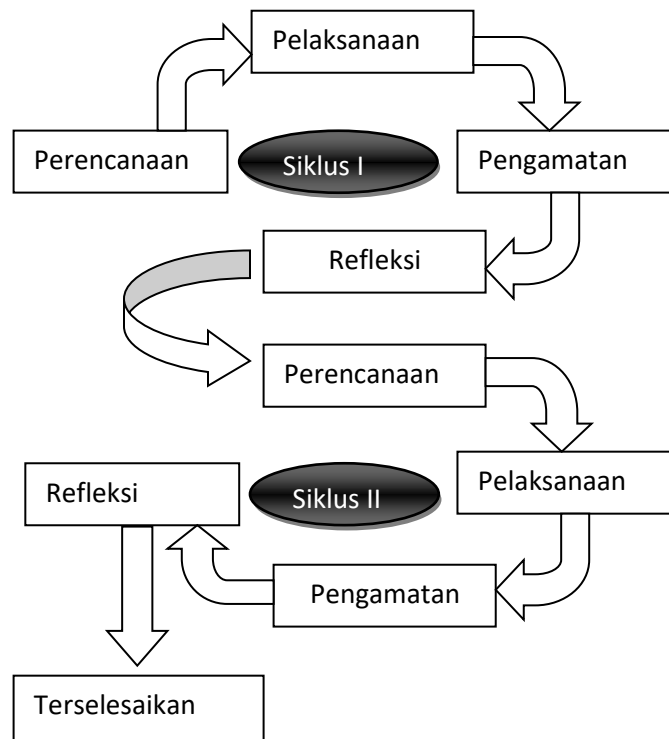 Pelaksanaan
Perencanaan
Siklus I
Pengamatan
Refleksi
Perencanaan
Pelaksanaan
Siklus II
Refleksi
Pengamatan
Terselesaikan